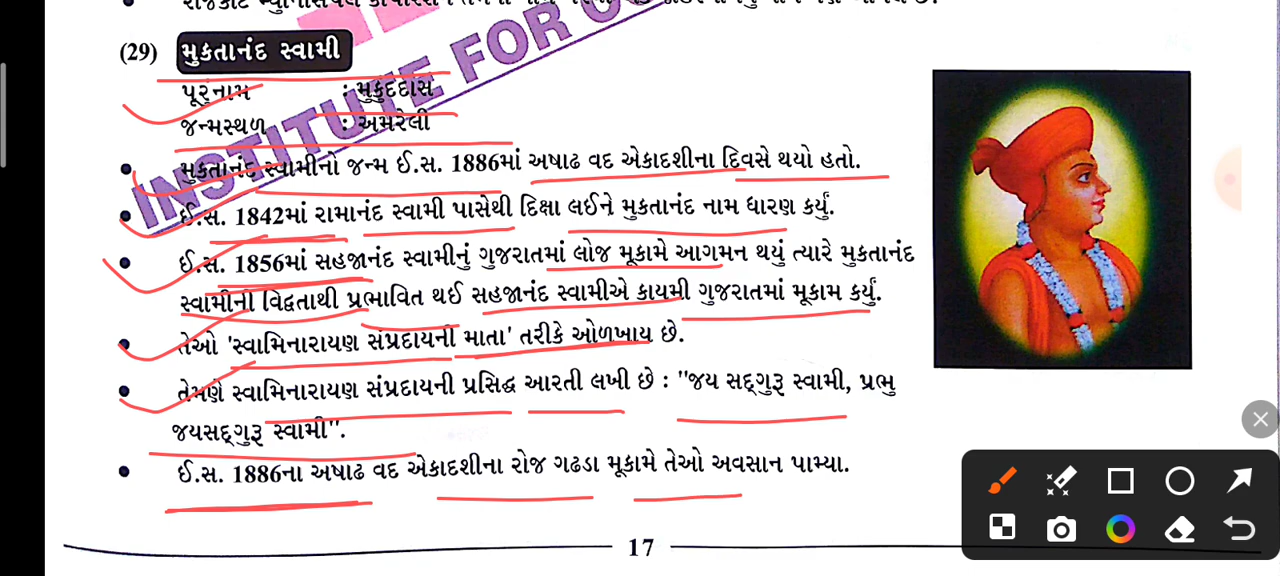 (29) મુકતાનંદ સ્વામી
પૂરુંનામ : મુકુદદાસ
જન્મસ્થળ : અમરેલી
• મુકતાનંદ સ્વામીનો જન્મ ઈ.સ. 1886માં અષાઢ વદ એકાદશીના દિવસે થયો હતો.
• ઈ.સ. 1842માં રામાનંદ સ્વામી પાસેથી દિક્ષા લઈને મુકતાનંદ નામ ધારણ કર્યું.
• ઈ.સ. 1856માં સહજાનંદ સ્વામીનું ગુજરાતમાં લોજ મૂકામે આગમન થયું ત્યારે મુકતાનંદ
સ્વામીની વિદ્વતાથી પ્રભાવિત થઈ સહજાનંદ સ્વામીએ કાયમી ગુજરાતમાં મૂકામ કર્યું.
• તેઓ 'સ્વામિનારાયણ સંપ્રદાયની માતા' તરીકે ઓળખાય છે.
• તેમણે સ્વામિનારાયણ સંપ્રદાયની પ્રસિદ્ધ આરતી લખી છે : "જય સદ્‌ગુરૂ સ્વામી, પ્રભુ
જયસદ્‌ગુરૂ સ્વામી".
• ઈ.સ. 1886ના અષાઢ વદ એકાદશીના રોજ ગઢડા મૂકામે તેઓ અવસાન પામ્યા.
17
INSTITUTE FOR